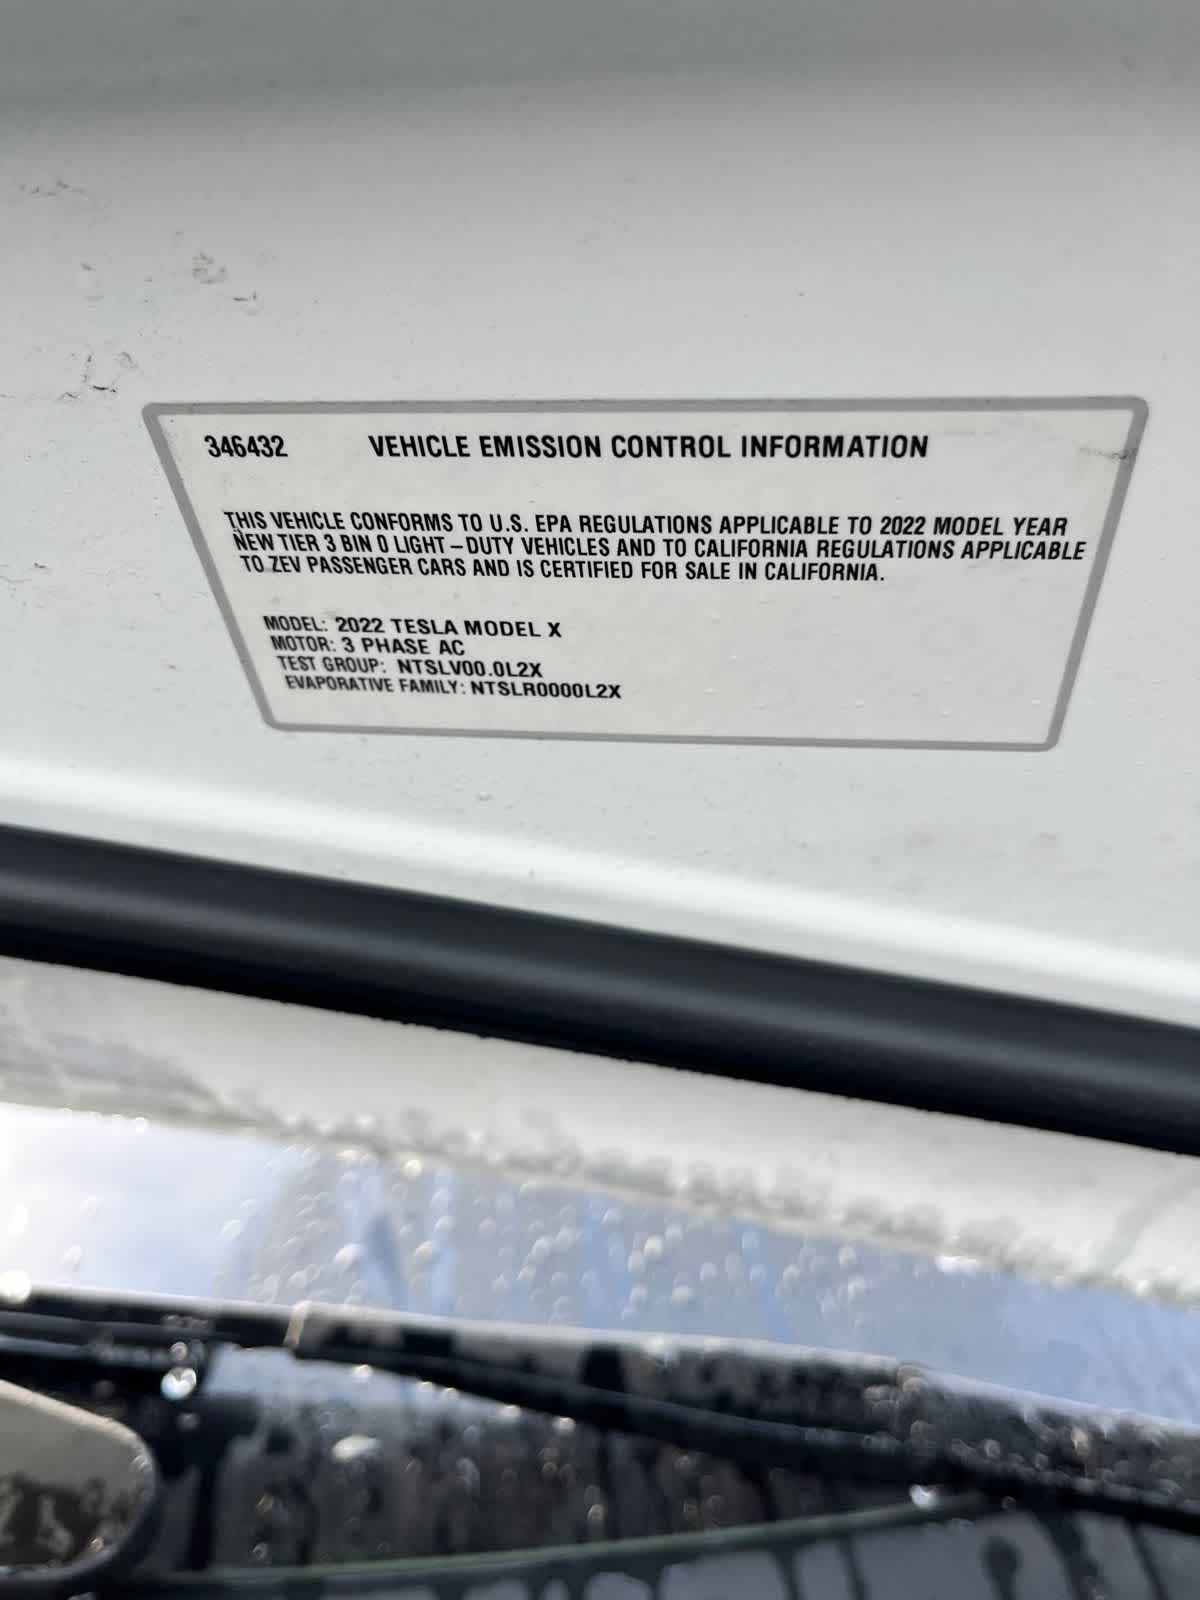 346432 VEHICLE EMISSION CONTROL INFORMATION
THIS VEHICLE CONFORMS TO U.S. EPA REGULATIONS APPLICABLE TO 2022 MODEL YEAR
NEW TIER 3 BIN 0 LIGHT – DUTY VEHICLES AND TO CALIFORNIA REGULATIONS APPLICABLE
TO ZEV PASSENGER CARS AND IS CERTIFIED FOR SALE IN CALIFORNIA.
MODEL: 2022 TESLA MODEL X
MOTOR: 3 PHASE AC
TEST GROUP: NTSLV00.0L2X
EVAPORATIVE FAMILY: NTSLR0000L2X